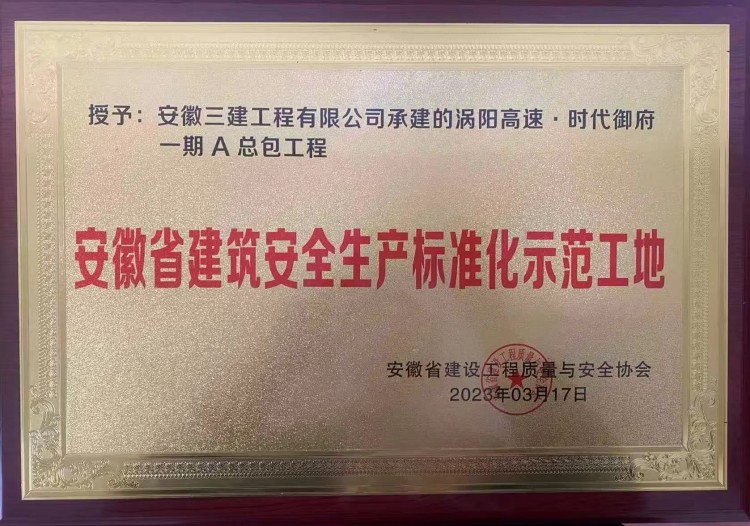 授予：安徽三建工程有限公司承建的涡阳高速·时代御府
一期 A 总包工程
安徽省建筑安全生产标准化示范工地
安徽省建设工程质量与安全协会
2023年03月17日